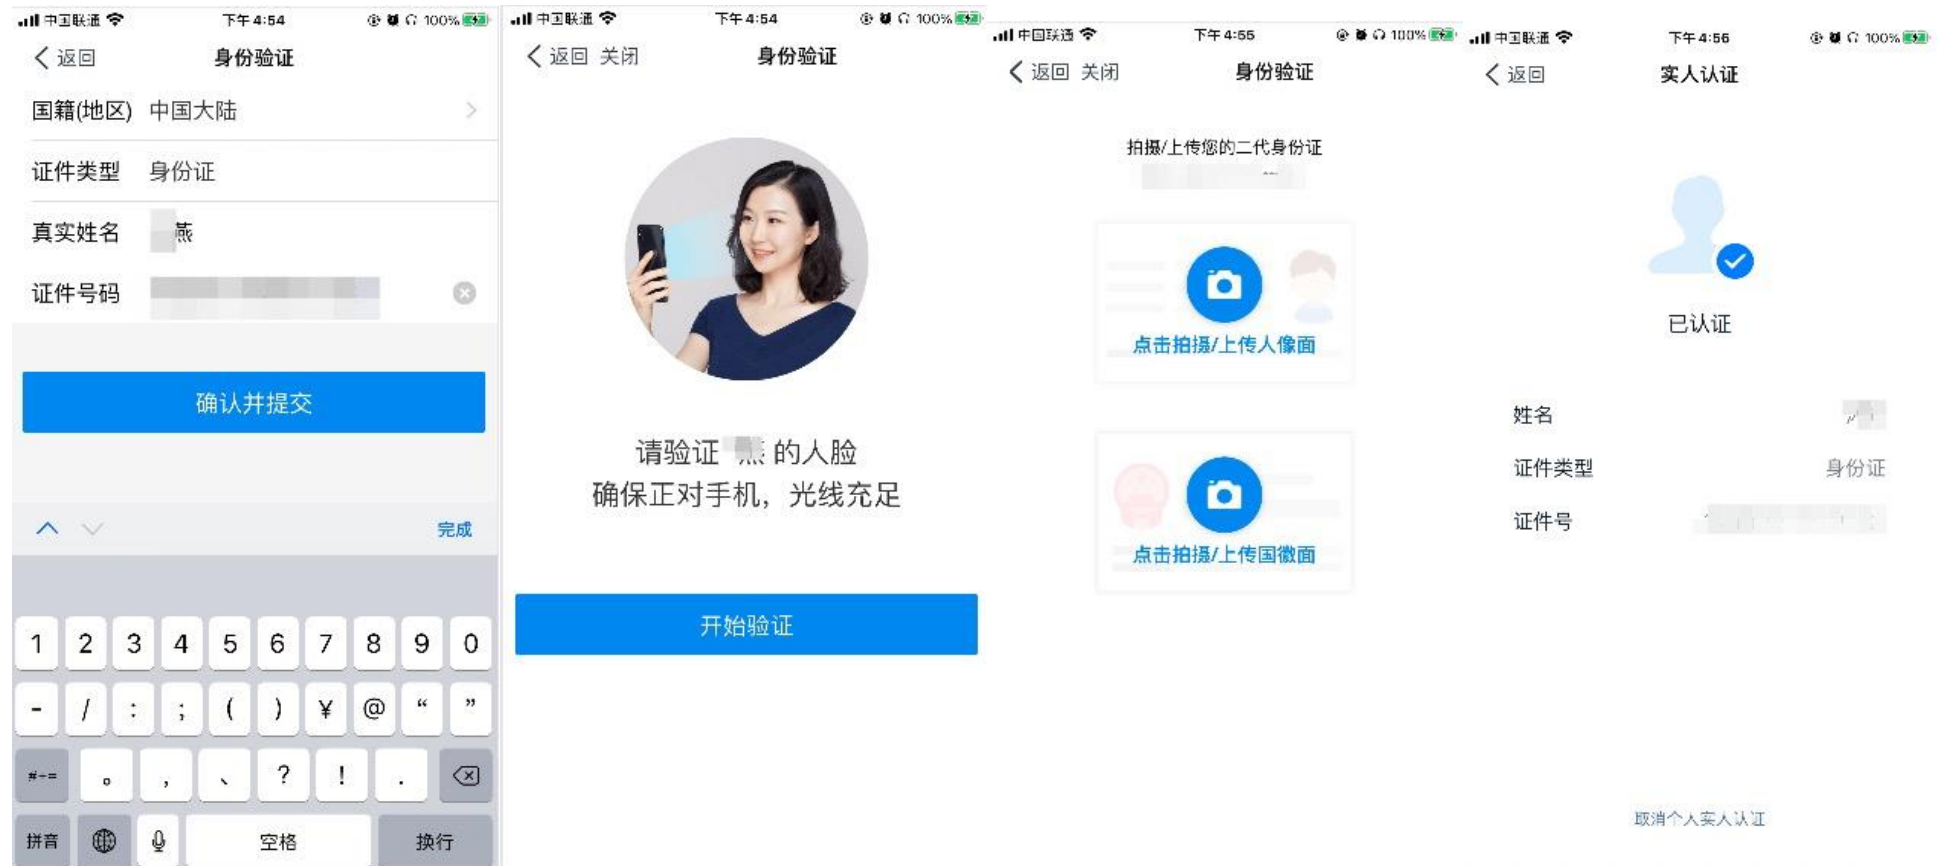 中国联通 下午4:54 100%
返回 身份验证
国籍(地区) 中国大陆
证件类型 身份证
真实姓名 燕
证件号码
确认并提交
完成
1 2 3 4 5 6 7 8 9 0
- / : ; ( ) ¥ @ “ ”
#+= 。 , 、 ? ! .
拼音 空格 换行
中国联通 下午4:54 100%
返回 关闭 身份验证
请验证 燕 的人脸
确保正对手机，光线充足
开始验证
中国联通 下午4:55 100%
返回 关闭 身份验证
拍摄/上传您的二代身份证
点击拍摄/上传人像面
点击拍摄/上传国徽面
中国联通 下午4:56 100%
返回 实人认证
已认证
姓名
证件类型 身份证
证件号
取消个人实人认证